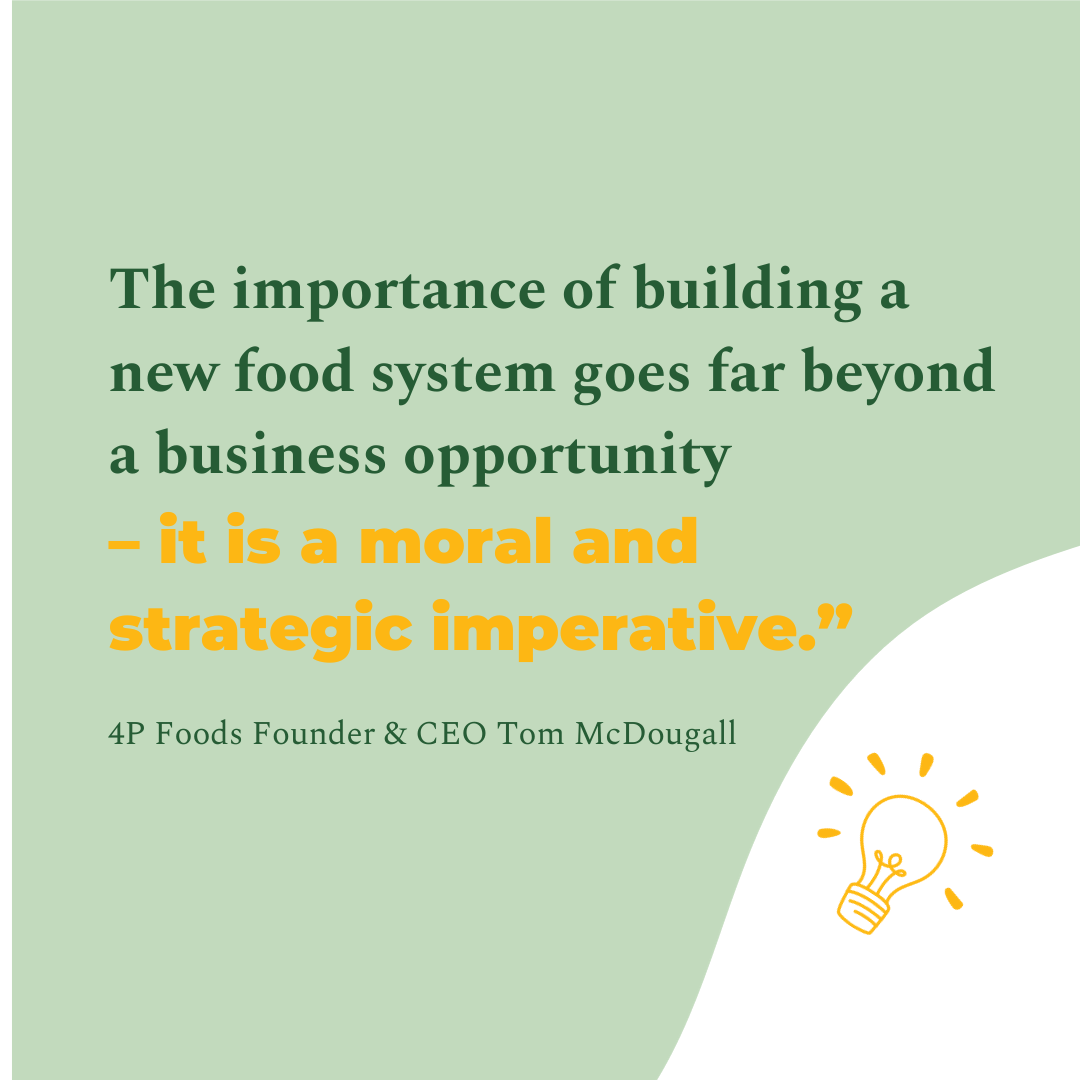 The importance of building a
new food system goes far beyond
a business opportunity
– it is a moral and
strategic imperative.”
4P Foods Founder & CEO Tom McDougall